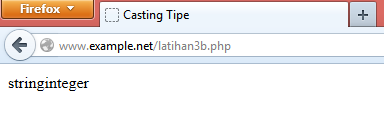 Firefox
Casting Tipe
www.example.net/latihan3b.php
stringinteger